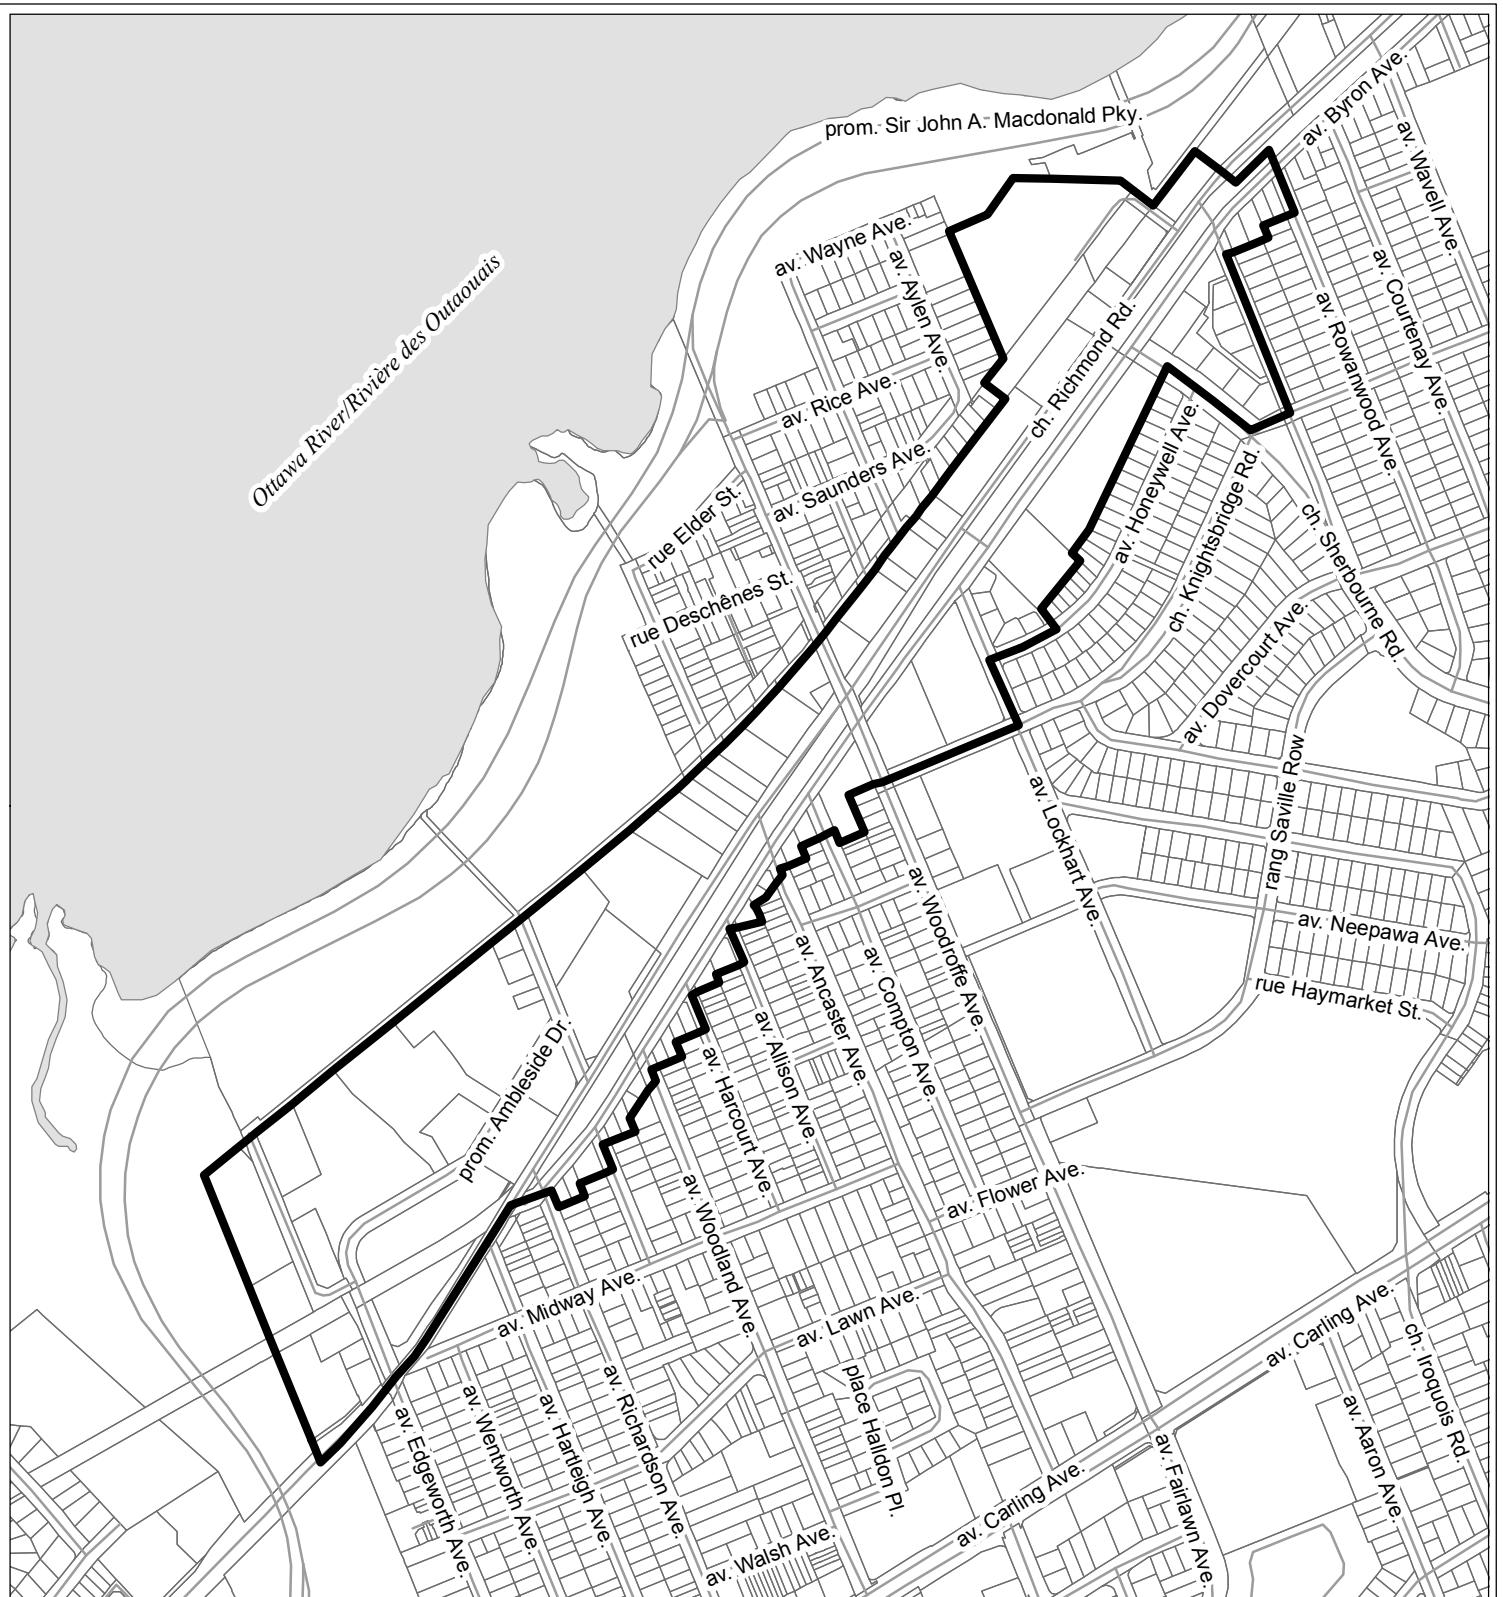 prom. Sir John A. Macdonald Pky.
av. Byron Ave.
av. Wavell Ave.
av. Wayne Ave.
av. Aylen Ave.
av. Courtenay Ave.
av. Rowanwood Ave.
Ottawa River/Rivière des Outaouais
ch. Richmond Rd.
av. Rice Ave.
av. Honeywell Ave.
av. Saunders Ave.
ch. Knightsbridge Rd.
rue Elder St.
ch. Sherbourne Rd.
rue Deschênes St.
av. Dovercourt Ave.
rang Saville Row
av. Lockhart Ave.
av. Woodroffe Ave.
av. Neepawa Ave.
av. Ancaster Ave.
av. Compton Ave.
rue Haymarket St.
prom. Ambleside Dr.
av. Allison Ave.
av. Harcourt Ave.
av. Flower Ave.
av. Woodland Ave.
av. Midway Ave.
av. Lawn Ave.
av. Carling Ave.
ch. Iroquois Rd.
place Halldon Pl.
av. Richardson Ave.
av. Hartleigh Ave.
av. Wentworth Ave.
av. Edgeworth Ave.
av. Aaron Ave.
av. Fairlawn Ave.
av. Carling Ave.
av. Walsh Ave.